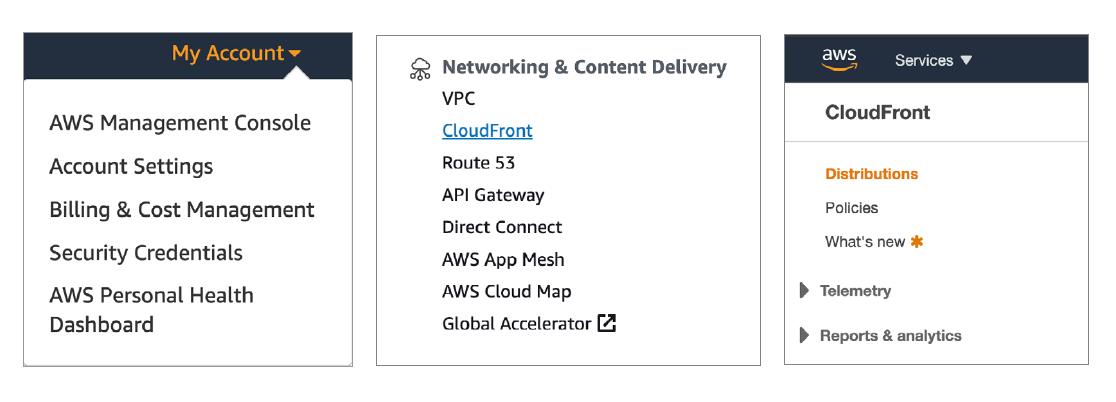 My Account
AWS Management Console
Account Settings
Billing & Cost Management
Security Credentials
AWS Personal Health
Dashboard
Networking & Content Delivery
VPC
CloudFront
Route 53
API Gateway
Direct Connect
AWS App Mesh
AWS Cloud Map
Global Accelerator
aws Services
CloudFront
Distributions
Policies
What's new
Telemetry
Reports & analytics